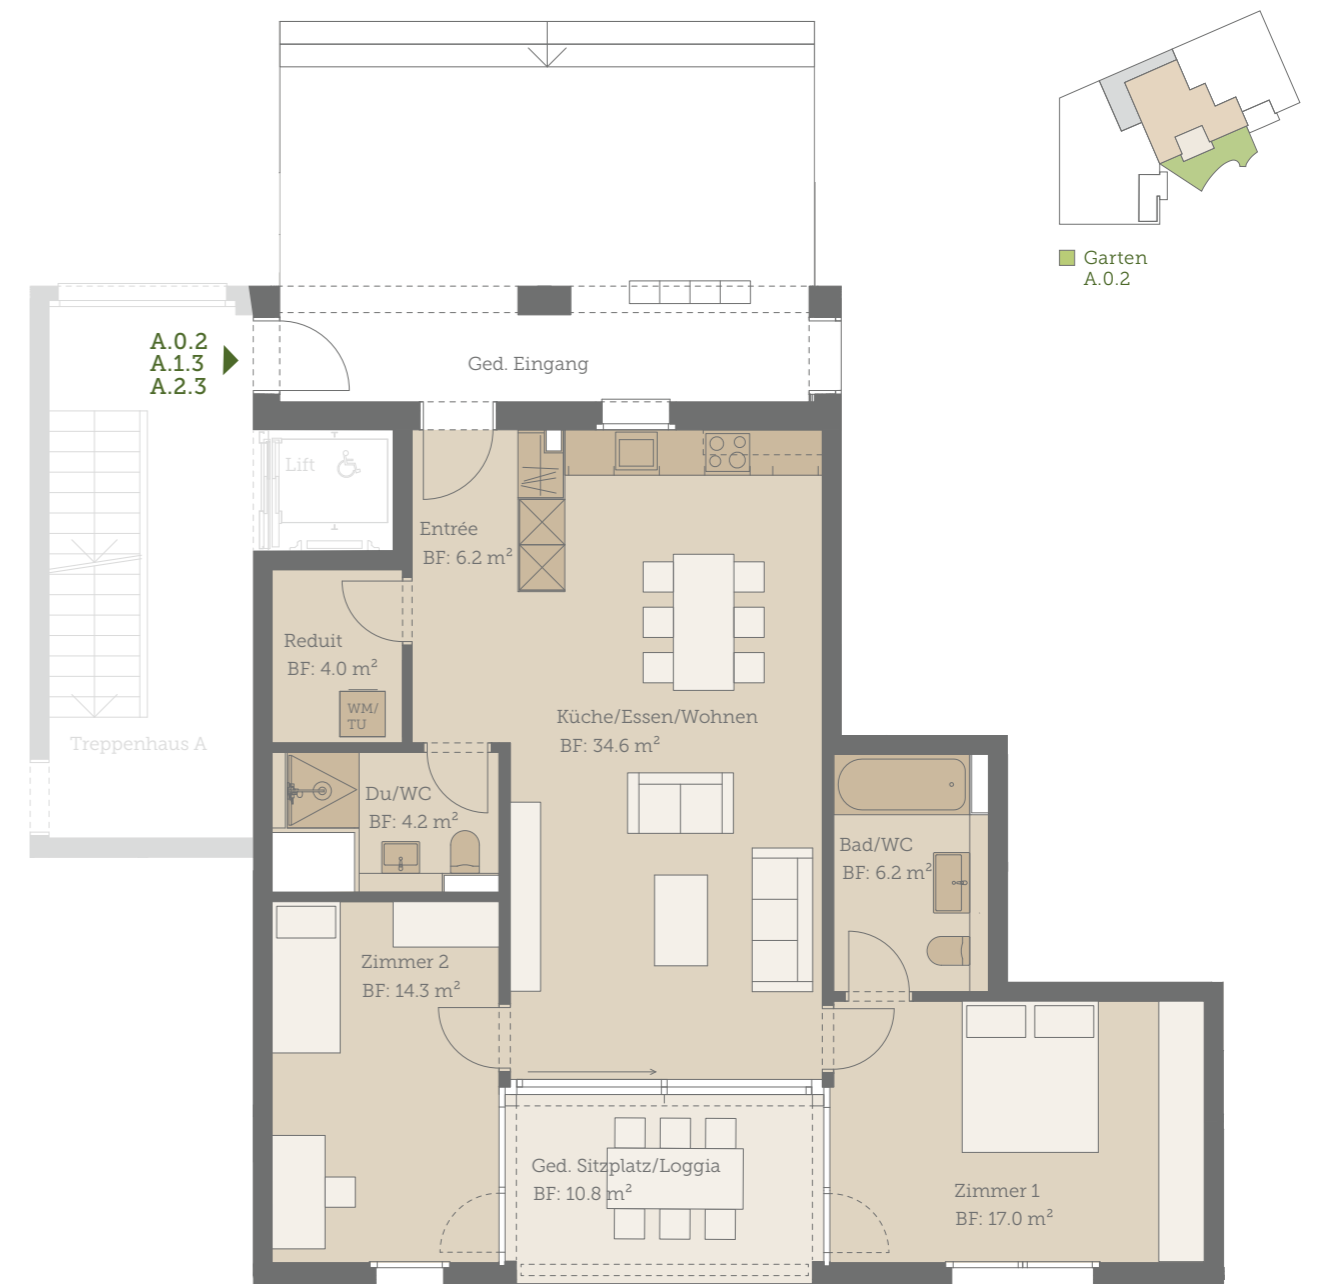 Garten
A.0.2
A.0.2
A.1.3
A.2.3
Ged. Eingang
Lift
Entrée
BF: 6.2 m²
Reduit
BF: 4.0 m²
WM/
TU
Küche/Essen/Wohnen
BF: 34.6 m²
Treppenhaus A
Du/WC
BF: 4.2 m²
Bad/WC
BF: 6.2 m²
Zimmer 2
BF: 14.3 m²
Ged. Sitzplatz/Loggia
BF: 10.8 m²
Zimmer 1
BF: 17.0 m²